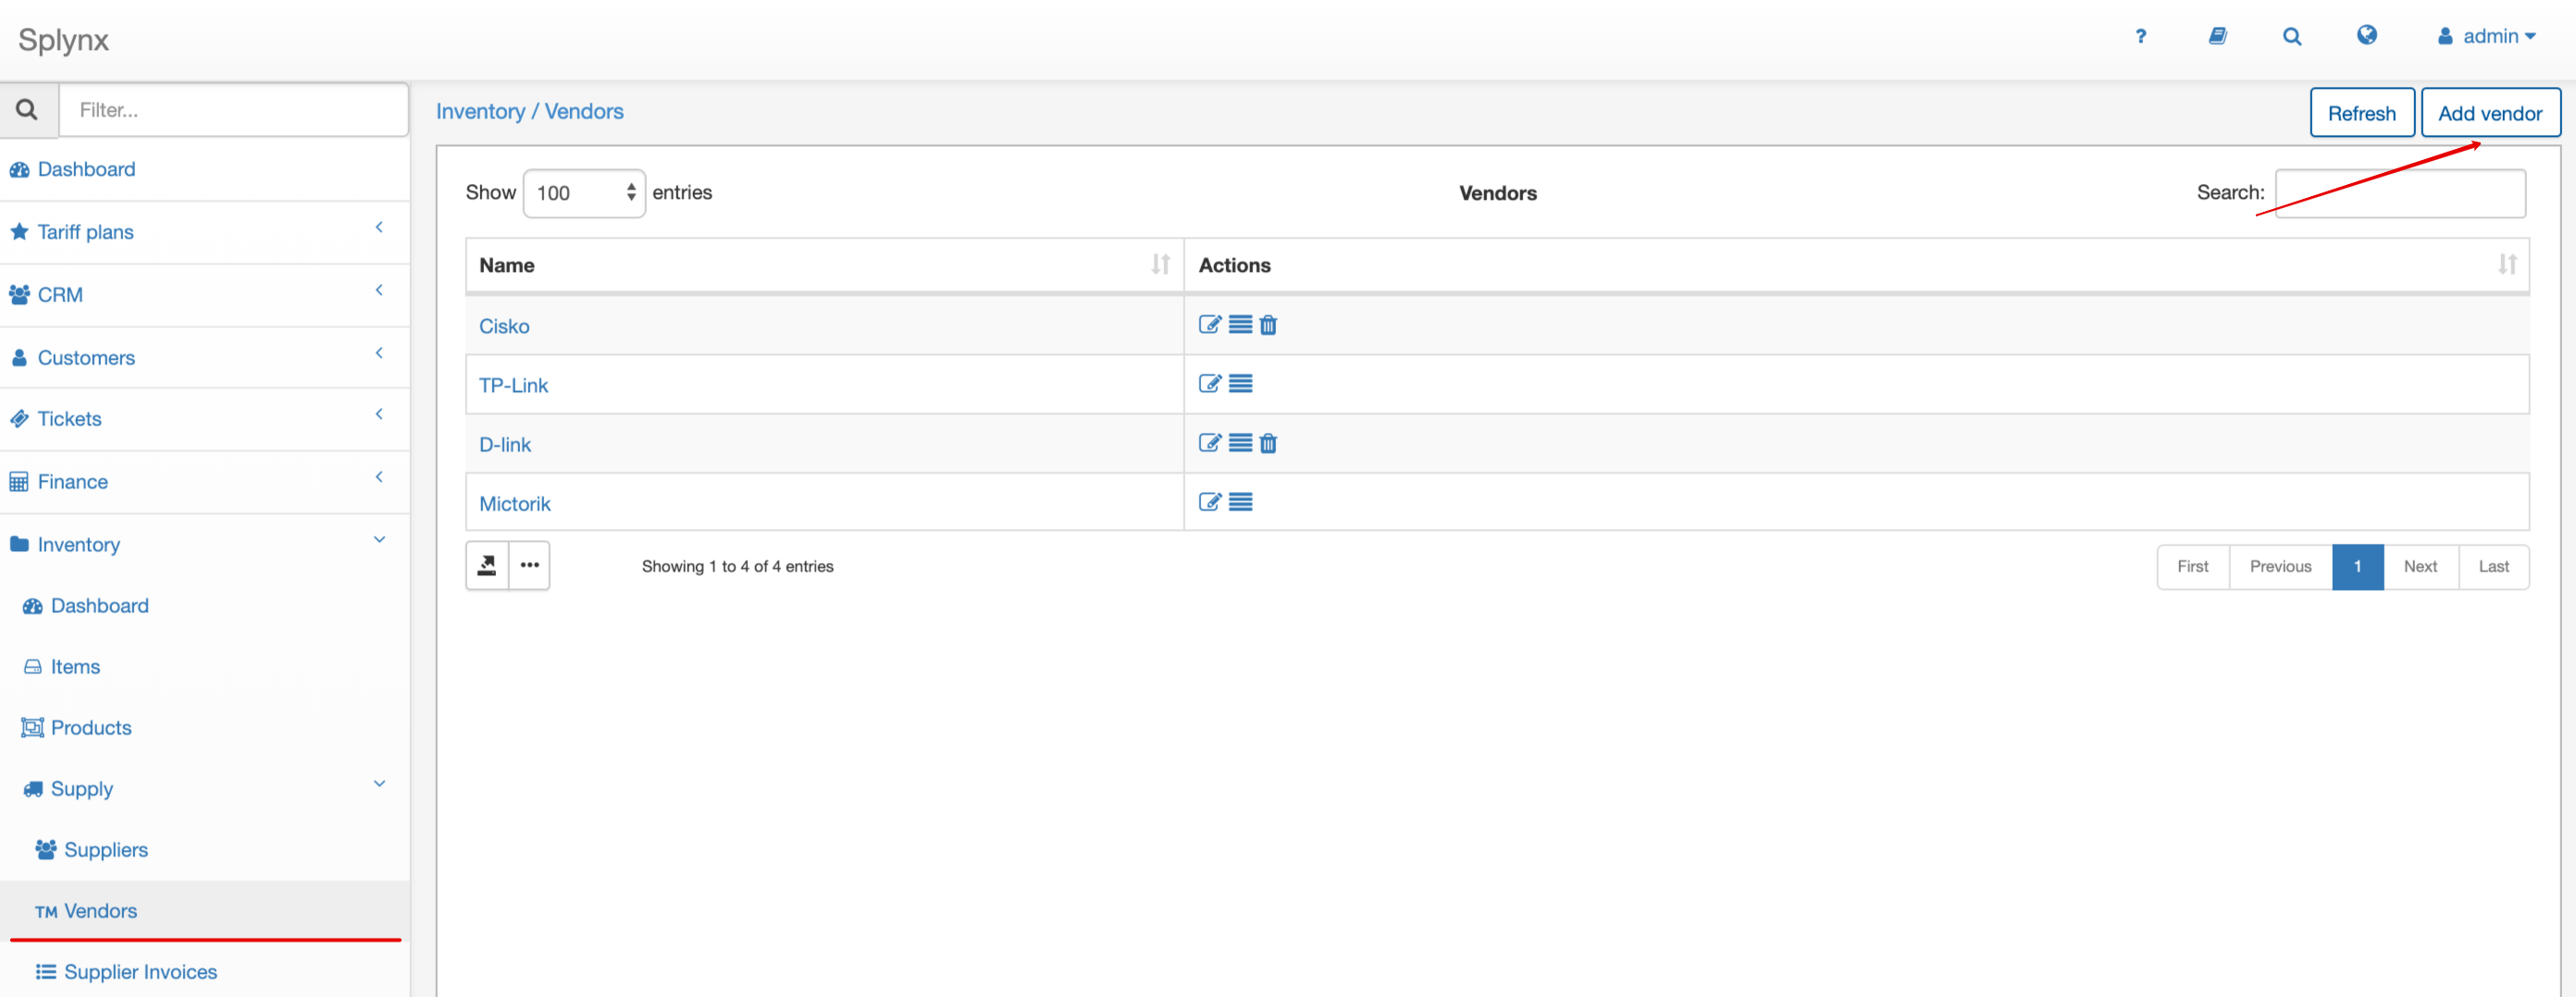 Splynx
? admin
Filter...
Inventory / Vendors
Refresh Add vendor
Dashboard
Tariff plans
CRM
Customers
Tickets
Finance
Inventory
Dashboard
Items
Products
Supply
Suppliers
TM Vendors
Supplier Invoices
Show 100 entries
Vendors
Search:
Name Actions
Cisko
TP-Link
D-link
Mictorik
Showing 1 to 4 of 4 entries
First Previous 1 Next Last